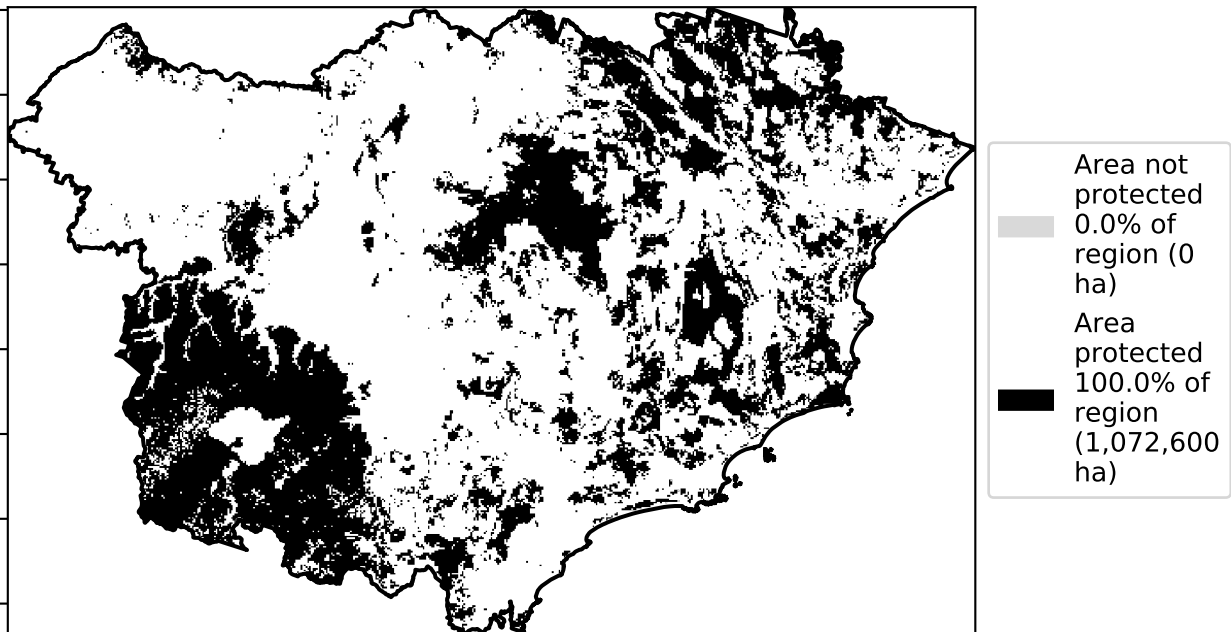 Area not
protected
0.0% of
region (0
ha)
Area
protected
100.0% of
region
(1,072,600
ha)